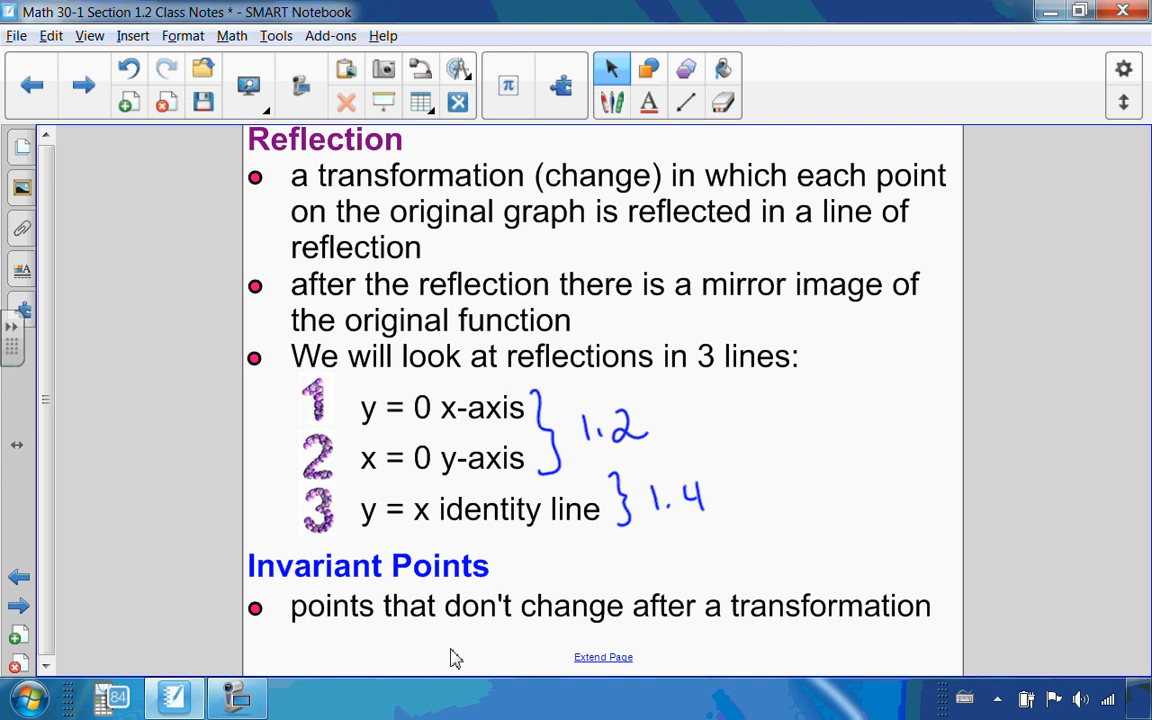 Math 30-1 Section 1.2 Class Notes * - SMART Notebook
File Edit View Insert Format Math Tools Add-ons Help
π
Reflection
a transformation (change) in which each point
on the original graph is reflected in a line of
reflection
after the reflection there is a mirror image of
the original function
We will look at reflections in 3 lines:
1 y = 0 x-axis
1.2
2 x = 0 y-axis
3 y = x identity line } 1.4
Invariant Points
points that don't change after a transformation
Extend Page
84